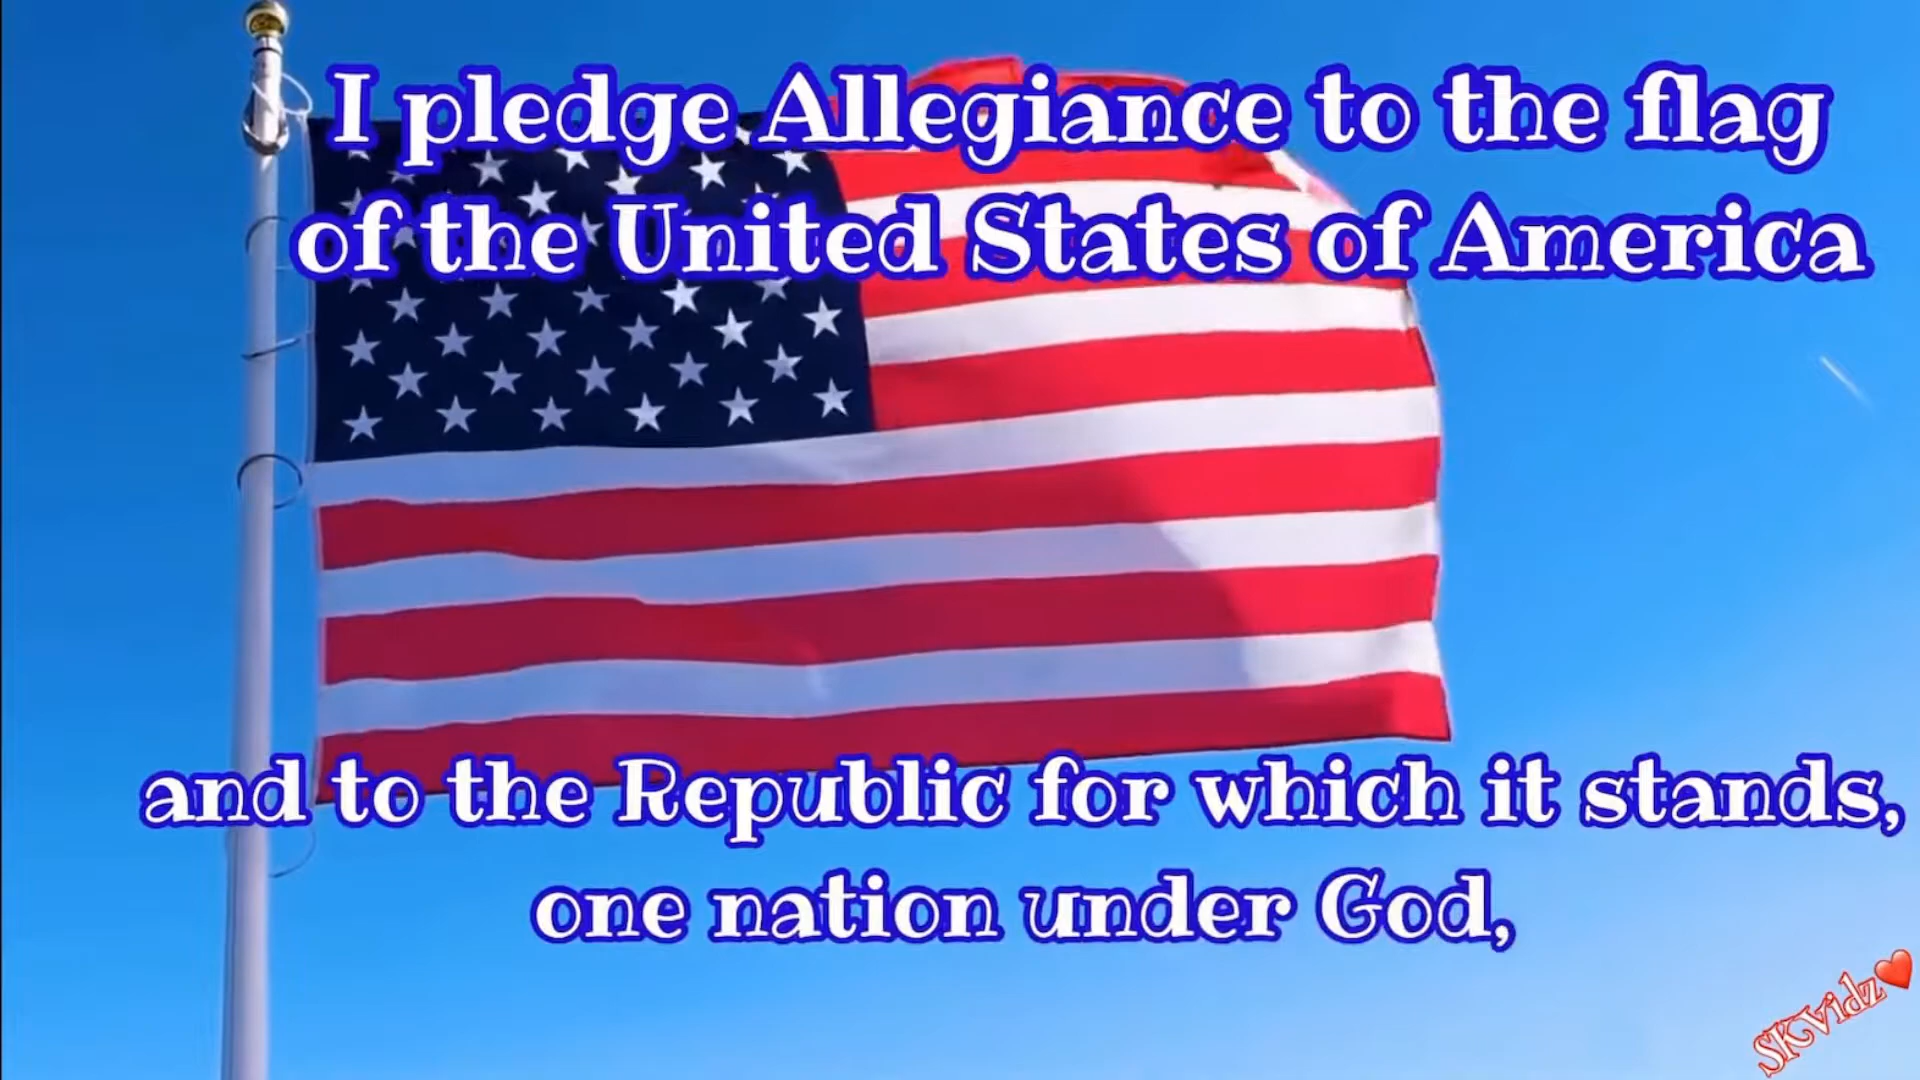 I pledge Allegiance to the flag
of the United States of America
and to the Republic for which it stands,
one nation under God,
SKVidz